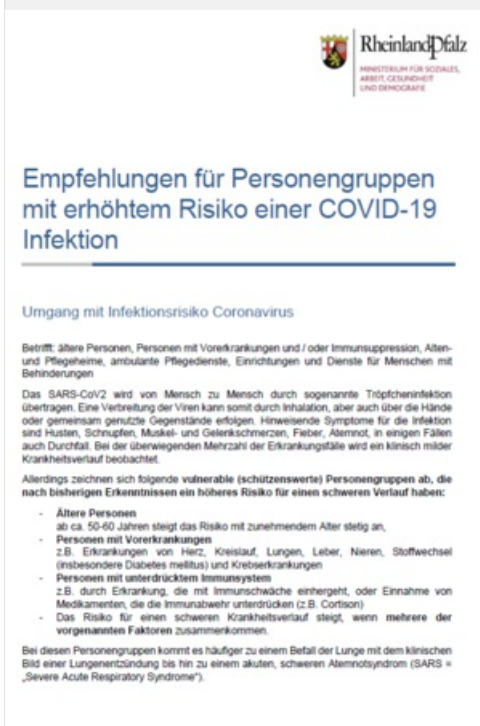 RheinlandPfalz
MINISTERIUM FÜR SOZIALES,
ARBEIT, GESUNDHEIT
UND DEMOGRAFIE
Empfehlungen für Personengruppen
mit erhöhtem Risiko einer COVID-19
Infektion
Umgang mit Infektionsrisiko Coronavirus
Betrifft: ältere Personen, Personen mit Vorerkrankungen und / oder Immunsuppression, Alten-
und Pflegeheime, ambulante Pflegedienste, Einrichtungen und Dienste für Menschen mit
Behinderungen
Das SARS-CoV2 wird von Mensch zu Mensch durch sogenannte Tröpfcheninfektion
übertragen. Eine Verbreitung der Viren kann somit durch Inhalation, aber auch über die Hände
oder gemeinsam genutzte Gegenstände erfolgen. Hinweisende Symptome für die Infektion
sind Husten, Schnupfen, Muskel- und Gelenkschmerzen, Fieber, Atemnot, in einigen Fällen
auch Durchfall. Bei der überwiegenden Mehrzahl der Erkrankungsfälle wird ein klinisch milder
Krankheitsverlauf beobachtet.
Allerdings zeichnen sich folgende vulnerable (schützenswerte) Personengruppen ab, die
nach bisherigen Erkenntnissen ein höheres Risiko für einen schweren Verlauf haben:
- Ältere Personen
ab ca. 50-60 Jahren steigt das Risiko mit zunehmendem Alter stetig an,
- Personen mit Vorerkrankungen
z.B. Erkrankungen von Herz, Kreislauf, Lungen, Leber, Nieren, Stoffwechsel
(insbesondere Diabetes mellitus) und Krebserkrankungen
- Personen mit unterdrücktem Immunsystem
z.B. durch Erkrankung, die mit Immunschwäche einhergeht, oder Einnahme von
Medikamenten, die die Immunabwehr unterdrücken (z.B. Cortison)
- Das Risiko für einen schweren Krankheitsverlauf steigt, wenn mehrere der
vorgenannten Faktoren zusammenkommen.
Bei diesen Personengruppen kommt es häufiger zu einem Befall der Lunge mit dem klinischen
Bild einer Lungenentzündung bis hin zu einem akuten, schweren Atemnotsyndrom (SARS =
„Severe Acute Respiratory Syndrome“).